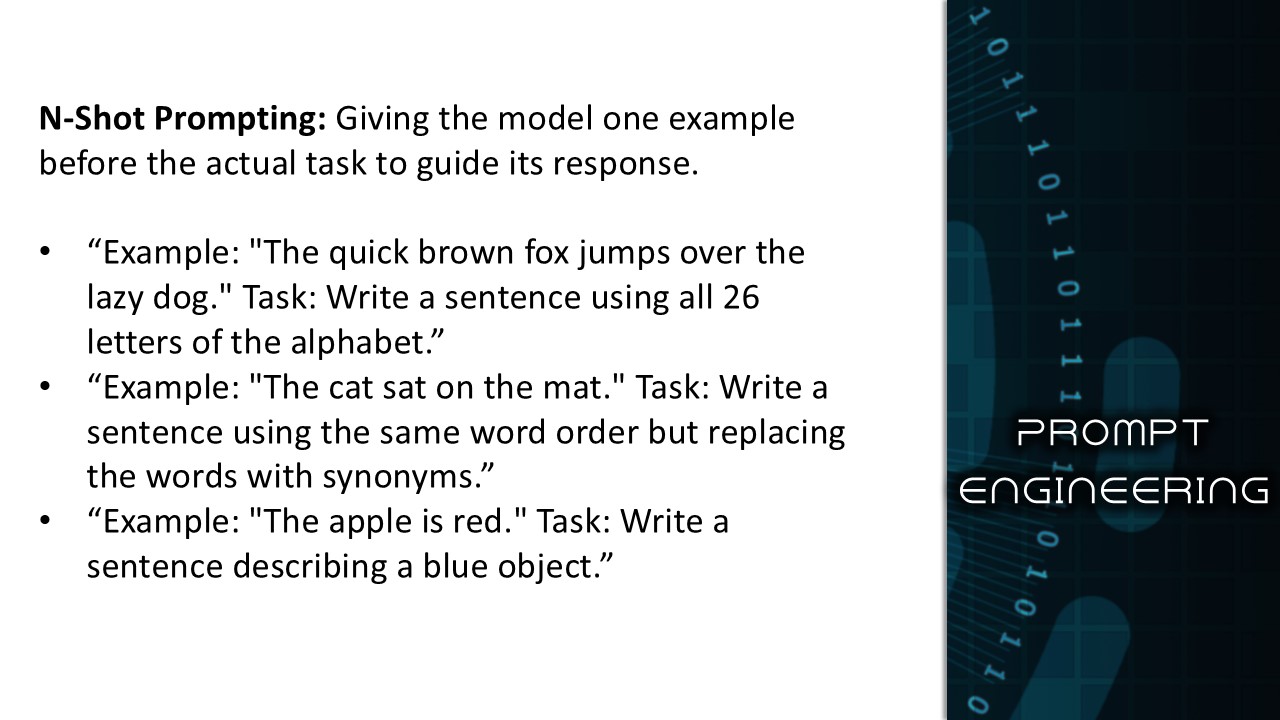 N-Shot Prompting: Giving the model one example
before the actual task to guide its response.
• “Example: "The quick brown fox jumps over the
lazy dog." Task: Write a sentence using all 26
letters of the alphabet.”
• “Example: "The cat sat on the mat." Task: Write a
sentence using the same word order but replacing
the words with synonyms.”
• “Example: "The apple is red." Task: Write a
sentence describing a blue object.”
PROMPT
ENGINEERING